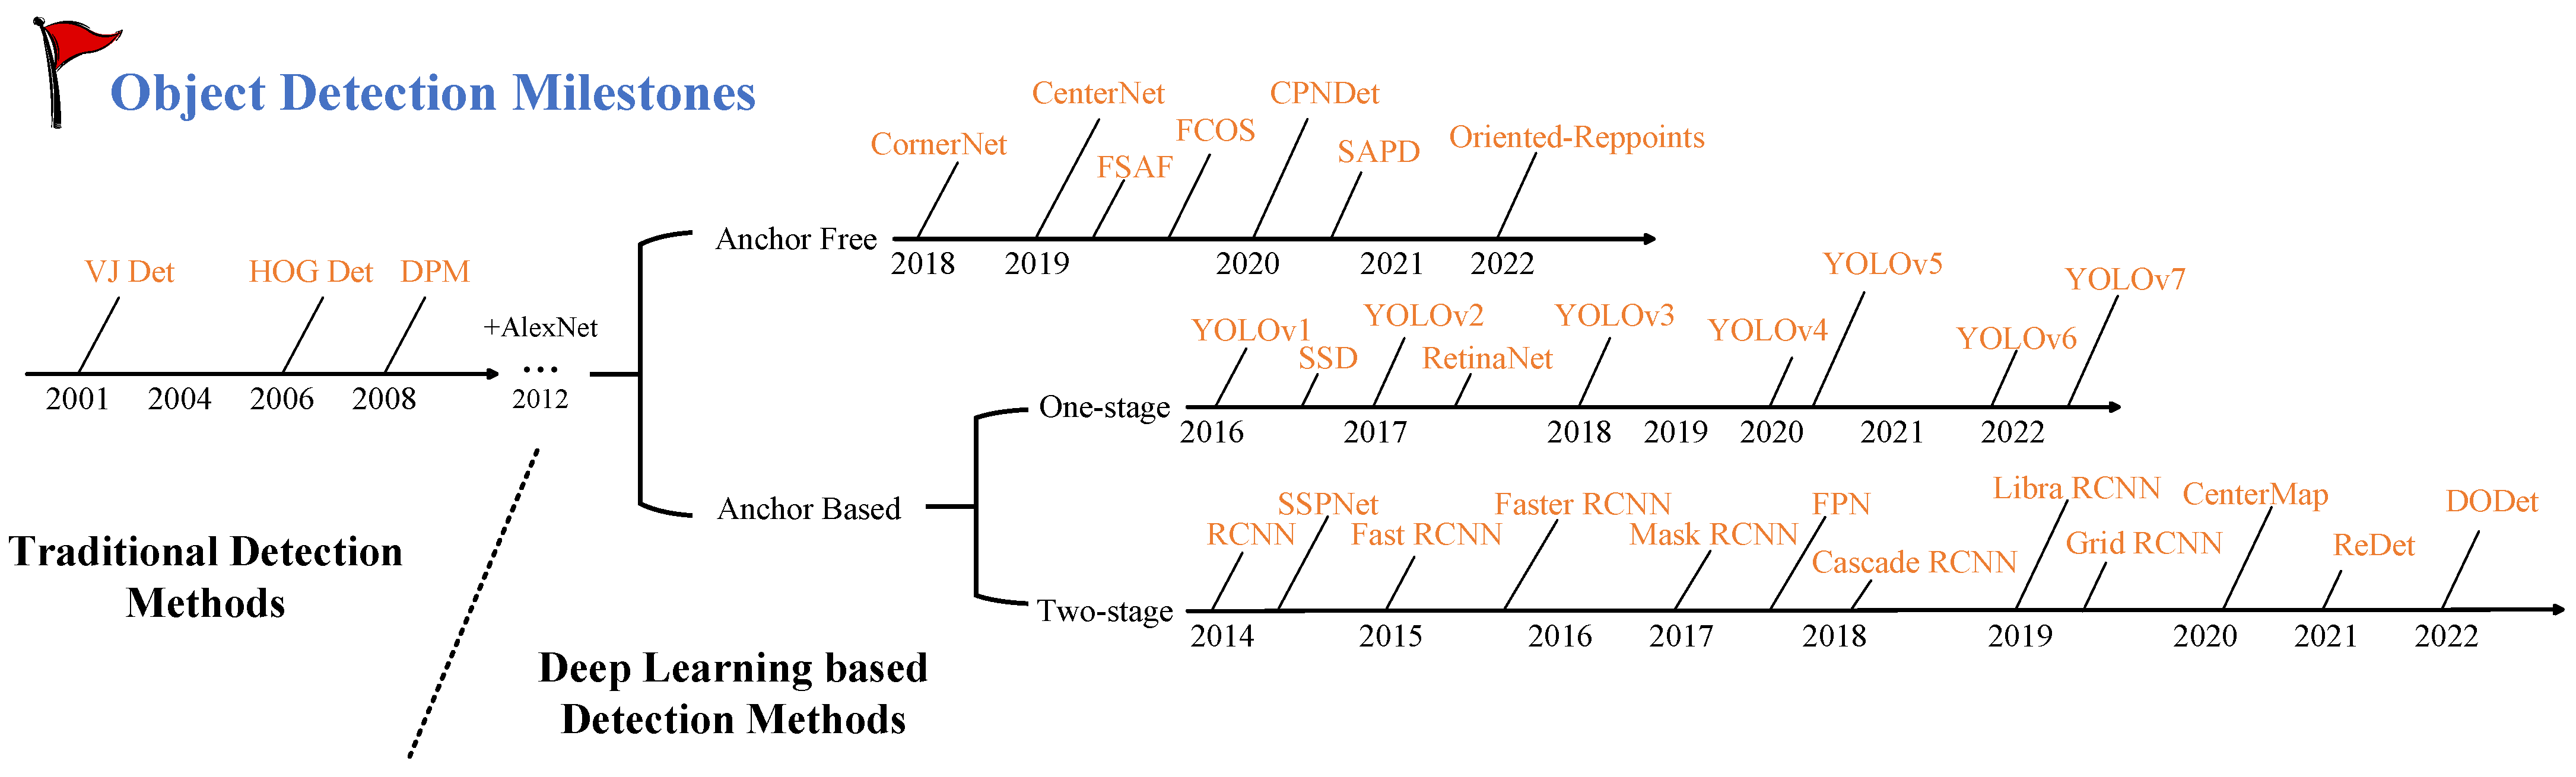 Object Detection Milestones
VJ Det
HOG Det
DPM
2001
2004
2006
2008
+AlexNet
...
2012
Traditional Detection
Methods
Deep Learning based
Detection Methods
Anchor Free
CornerNet
CenterNet
FSAF
FCOS
CPNDet
SAPD
Oriented-Reppoints
2018
2019
2020
2021
2022
Anchor Based
One-stage
YOLOv1
SSD
YOLOv2
RetinaNet
YOLOv3
YOLOv4
YOLOv5
YOLOv6
YOLOv7
2016
2017
2018
2019
2020
2021
2022
Two-stage
RCNN
SSPNet
Fast RCNN
Faster RCNN
Mask RCNN
FPN
Cascade RCNN
Libra RCNN
Grid RCNN
CenterMap
ReDet
DODet
2014
2015
2016
2017
2018
2019
2020
2021
2022